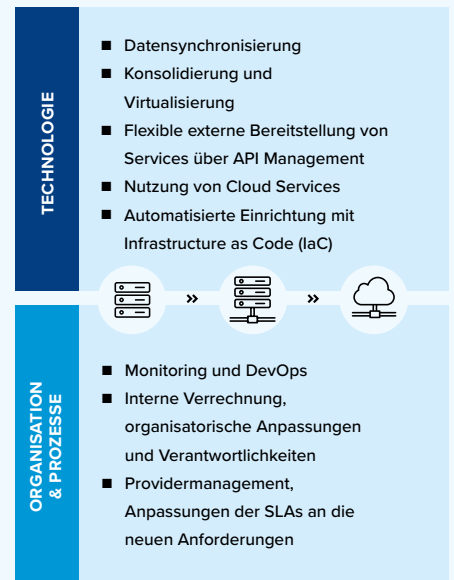 TECHNOLOGIE
■ Datensynchronisierung
■ Konsolidierung und
Virtualisierung
■ Flexible externe Bereitstellung von
Services über API Management
■ Nutzung von Cloud Services
■ Automatisierte Einrichtung mit
Infrastructure as Code (IaC)
» »
ORGANISATION
& PROZESSE
■ Monitoring und DevOps
■ Interne Verrechnung,
organisatorische Anpassungen
und Verantwortlichkeiten
■ Providermanagement,
Anpassungen der SLAs an die
neuen Anforderungen